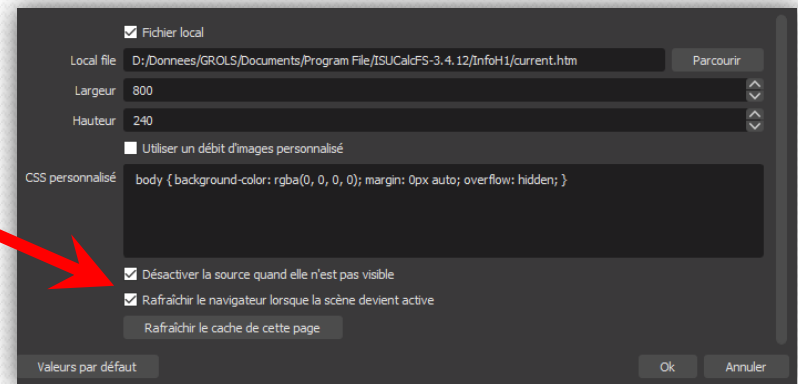 Fichier local
Local file D:/Donnees/GROLS/Documents/Program File/ISUCalcFS-3.4.12/InfoH1/current.htm Parcourir
Largeur 800
Hauteur 240
Utiliser un débit d'images personnalisé
CSS personnalisé body { background-color: rgba(0, 0, 0, 0); margin: 0px auto; overflow: hidden; }
Désactiver la source quand elle n'est pas visible
Rafraîchir le navigateur lorsque la scène devient active
Rafraîchir le cache de cette page
Valeurs par défaut Ok Annuler